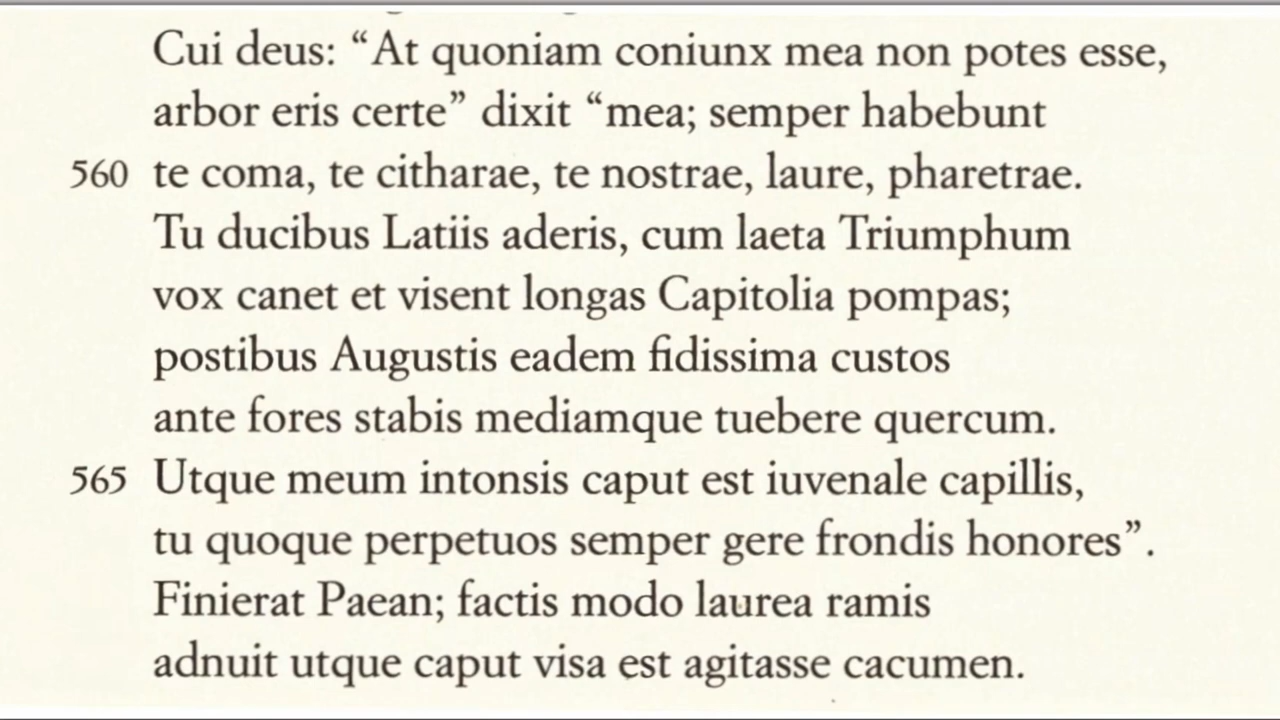 Cui deus: “At quoniam coniunx mea non potes esse,
arbor eris certe” dixit “mea; semper habebunt
560 te coma, te citharae, te nostrae, laure, pharetrae.
Tu ducibus Latiis aderis, cum laeta Triumphum
vox canet et visent longas Capitolia pompas;
postibus Augustis eadem fidissima custos
ante fores stabis mediamque tuebere quercum.
565 Utque meum intonsis caput est iuvenale capillis,
tu quoque perpetuos semper gere frondis honores”.
Finierat Paean; factis modo laurea ramis
adnuit utque caput visa est agitasse cacumen.